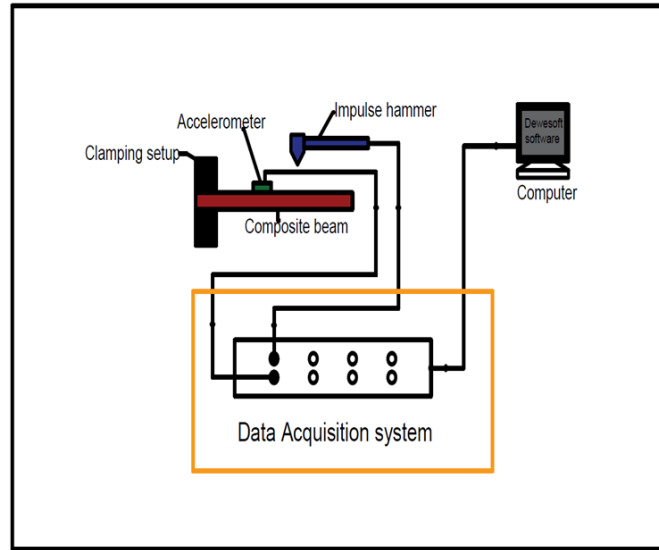 Impulse hammer
Accelerometer
Clamping setup
Dewesoft
software
Computer
Composite beam
Data Acquisition system